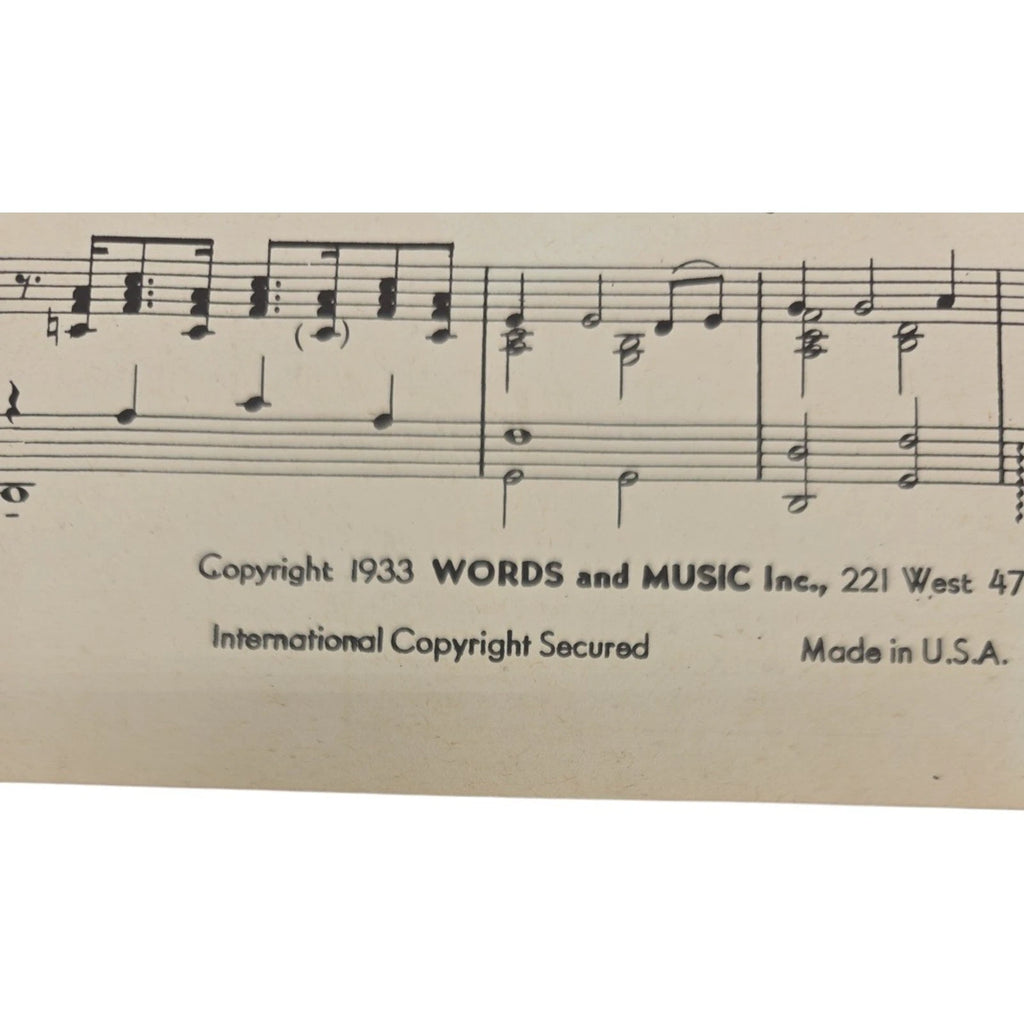 Copyright 1933 WORDS and MUSIC Inc., 221 West 47
International Copyright Secured Made in U.S.A.